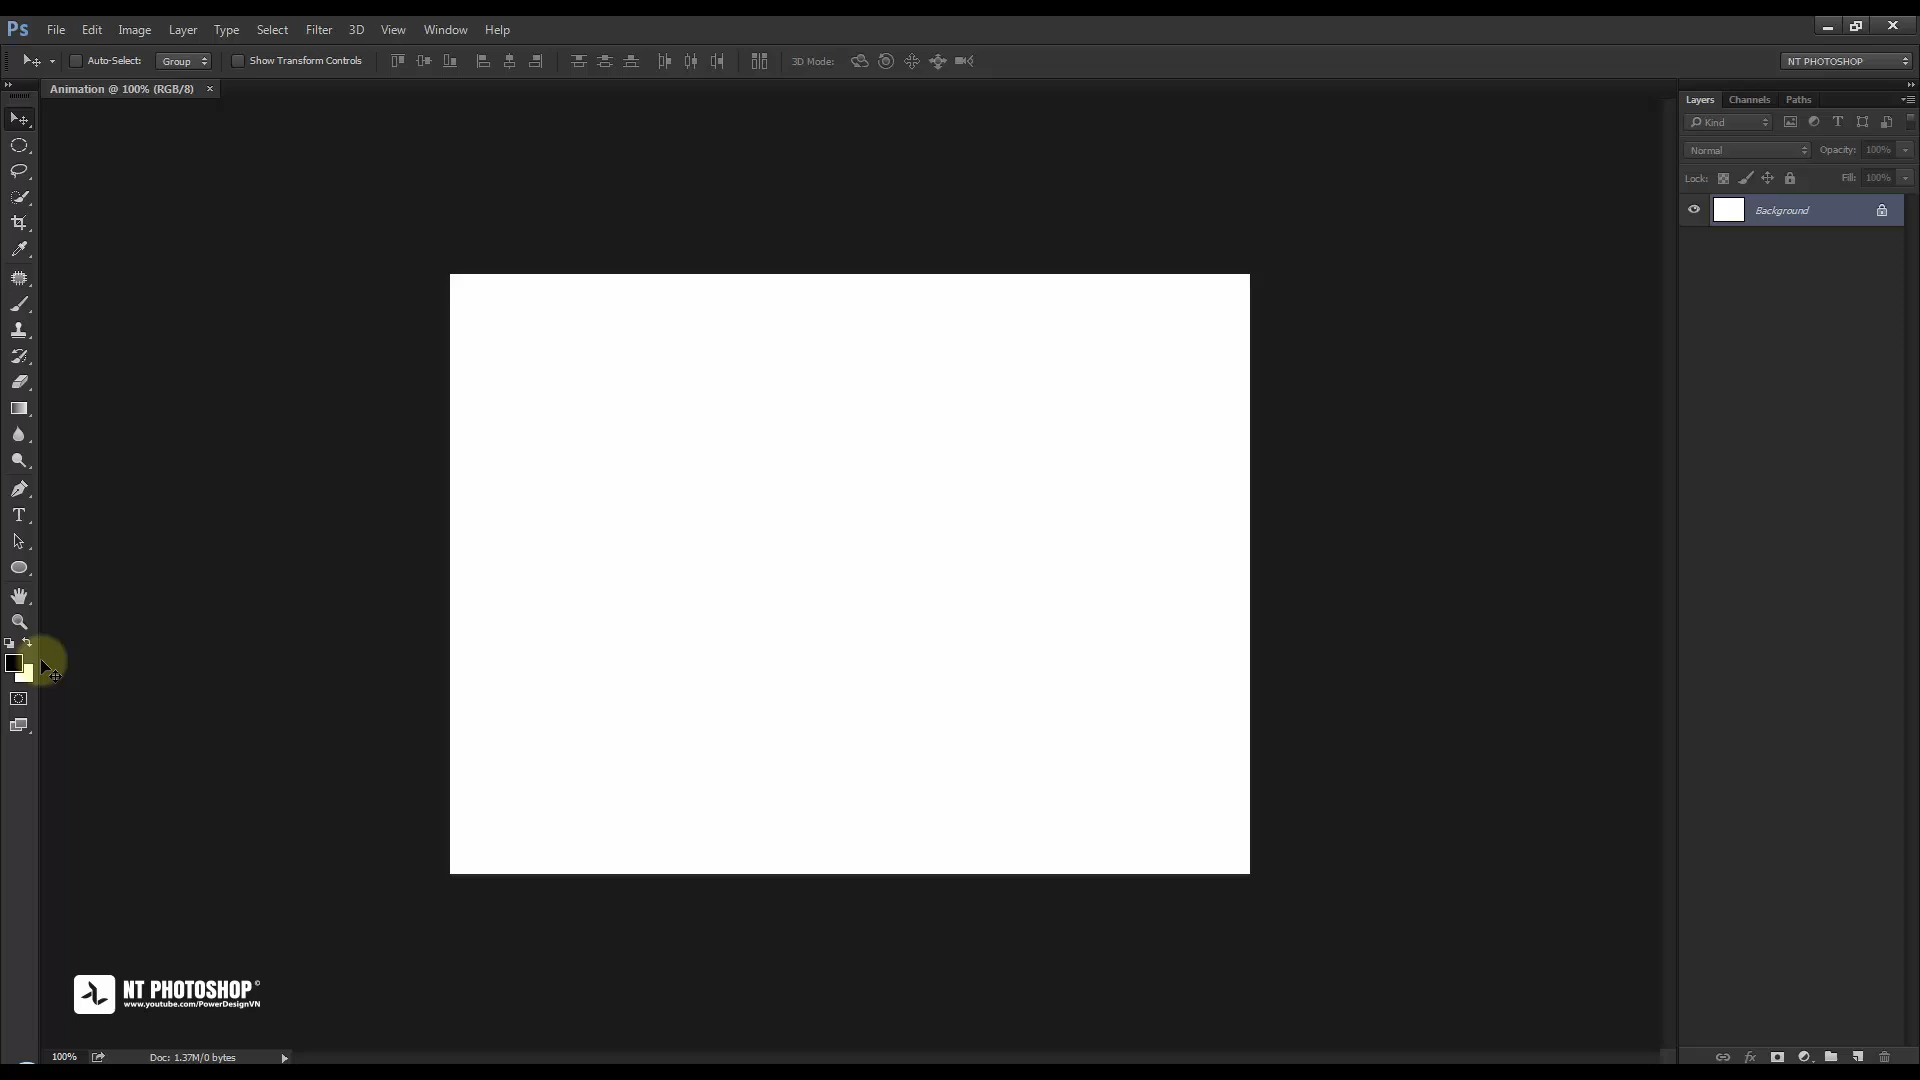 Ps File Edit Image Layer Type Select Filter 3D View Window Help
Auto-Select: Group Show Transform Controls 3D Mode: NT PHOTOSHOP
Animation @ 100% (RGB/8) ×
Layers Channels Paths
Kind
Normal Opacity: 100%
Lock: Fill: 100%
Background
NT PHOTOSHOP©
www.youtube.com/PowerDesignVN
100% Doc: 1.37M/0 bytes